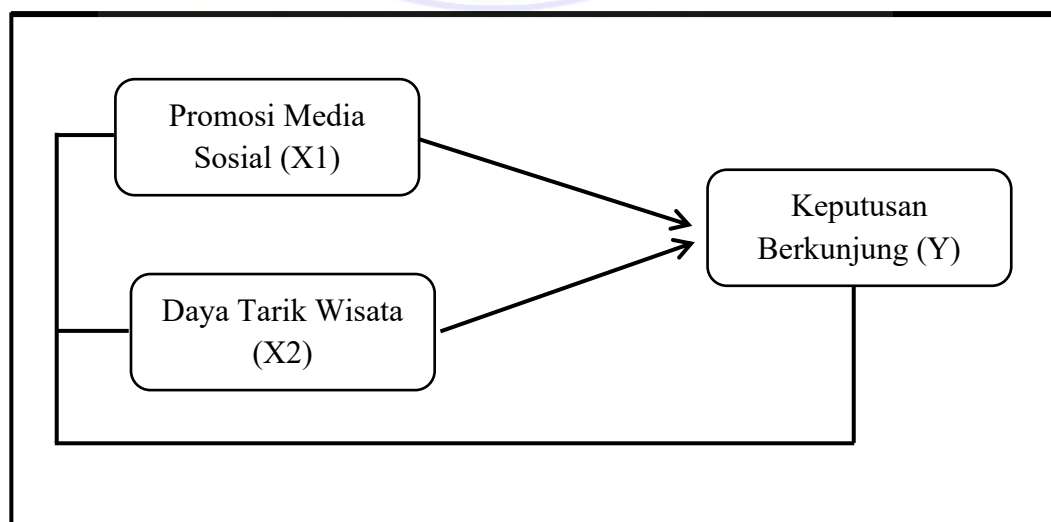 Promosi Media
Sosial (X1)
Keputusan
Berkunjung (Y)
Daya Tarik Wisata
(X2)